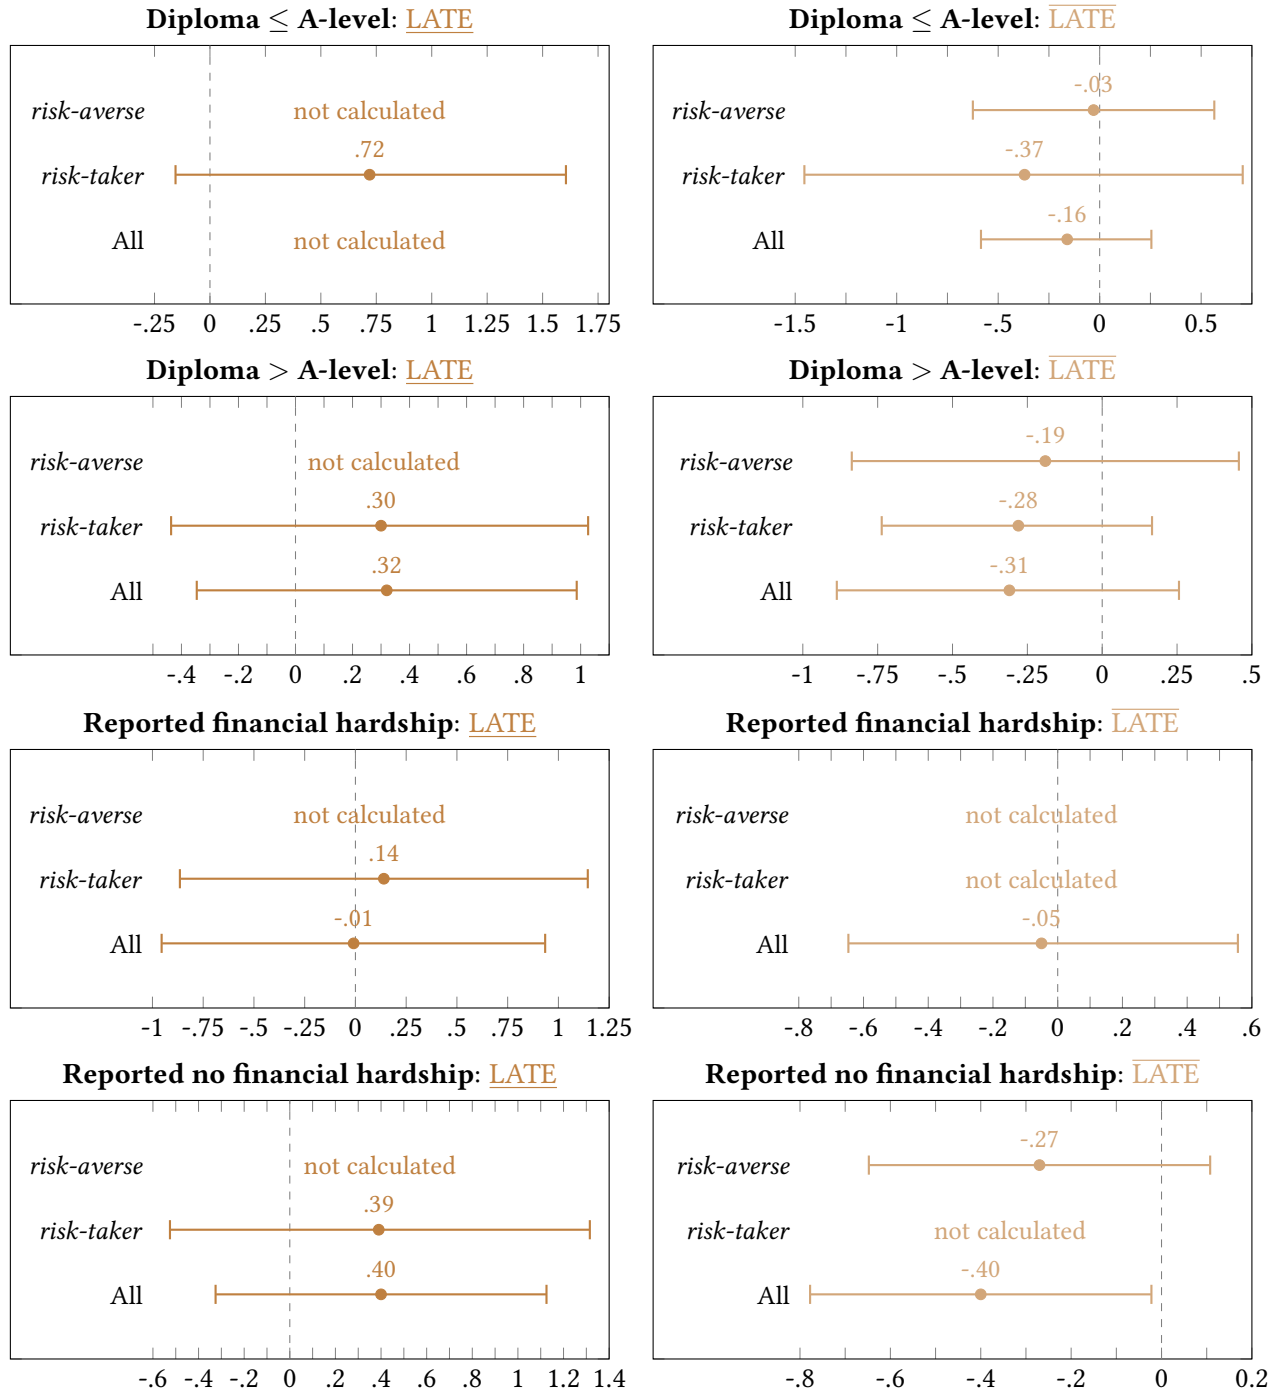 Diploma ≤ A-level: LATE
risk-averse
not calculated
.72
risk-taker
All
not calculated
-.25 0 .25 .5 .75 1 1.25 1.5 1.75
Diploma ≤ A-level: LATE
-.03
risk-averse
-.37
risk-taker
-.16
All
-1.5 -1 -.5 0 0.5
Diploma > A-level: LATE
risk-averse
not calculated
.30
risk-taker
.32
All
-.4 -.2 0 .2 .4 .6 .8 1
Diploma > A-level: LATE
-.19
risk-averse
-.28
risk-taker
-.31
All
-1 -.75 -.5 -.25 0 .25 .5
Reported financial hardship: LATE
risk-averse
not calculated
.14
risk-taker
-.01
All
-1 -.75 -.5 -.25 0 .25 .5 .75 1 1.25
Reported financial hardship: LATE
risk-averse
not calculated
risk-taker
not calculated
-.05
All
-.8 -.6 -.4 -.2 0 .2 .4 .6
Reported no financial hardship: LATE
risk-averse
not calculated
.39
risk-taker
.40
All
-.6 -.4 -.2 0 .2 .4 .6 .8 1 1.2 1.4
Reported no financial hardship: LATE
-.27
risk-averse
risk-taker
not calculated
-.40
All
-.8 -.6 -.4 -.2 0 0.2